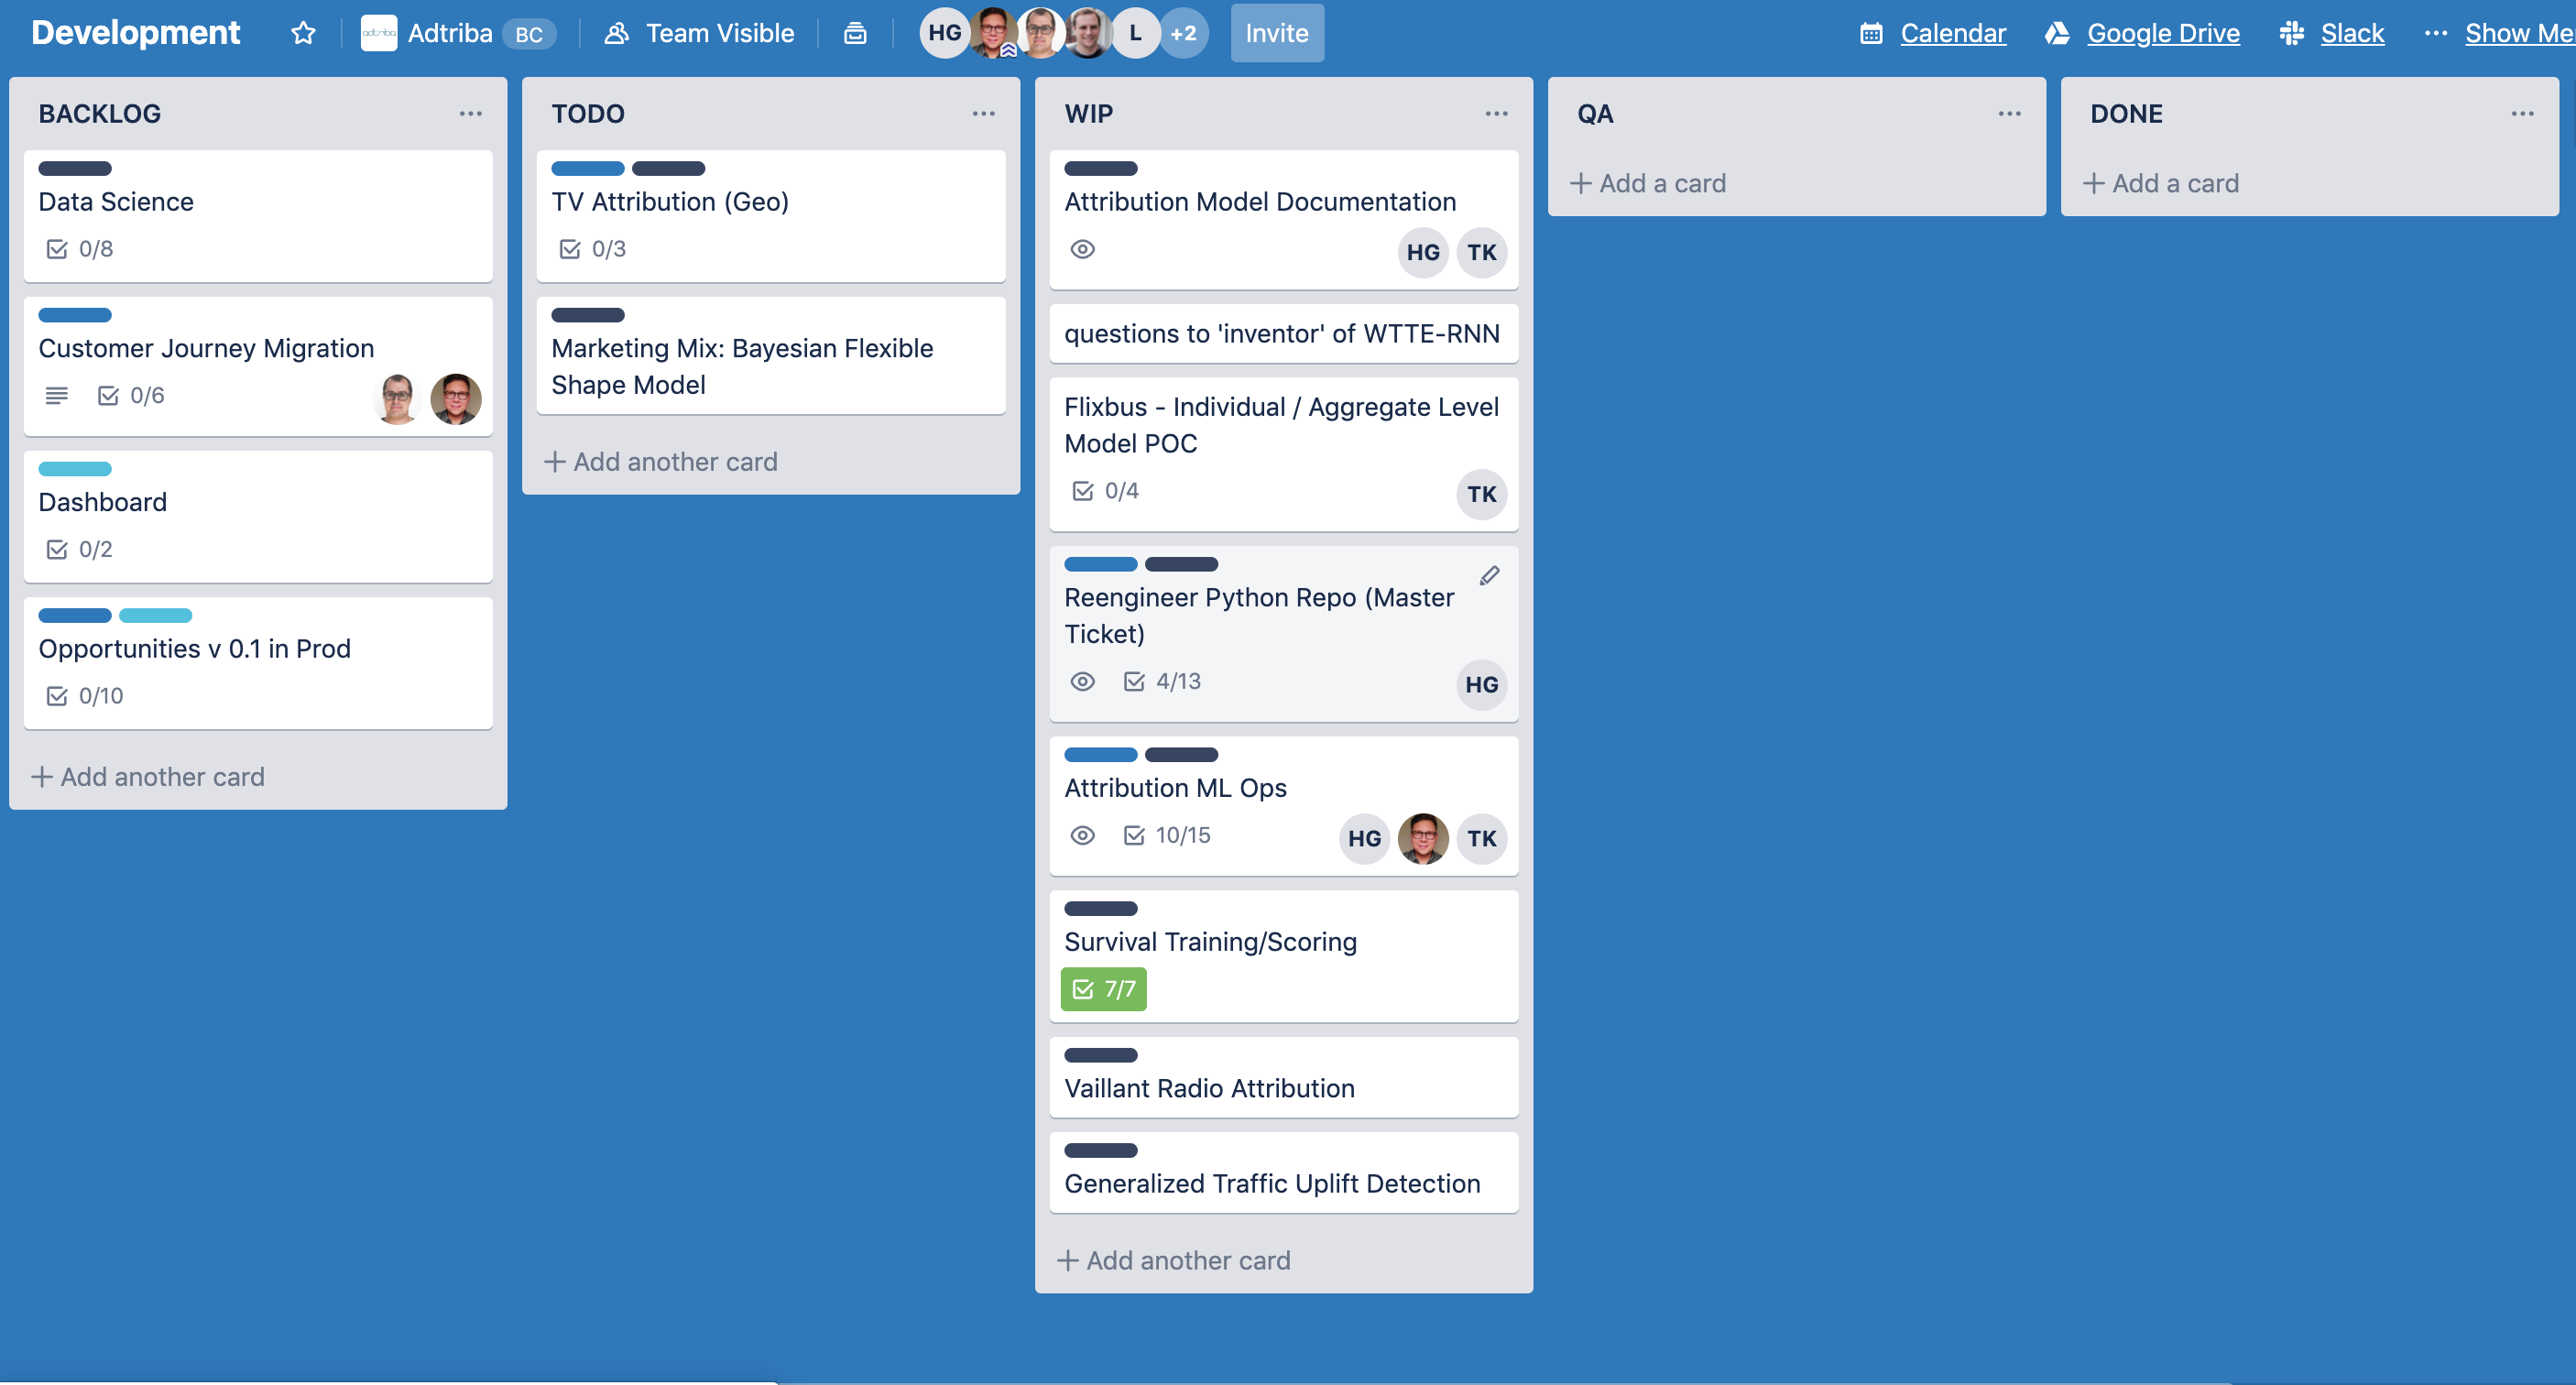 Development
adtriba
Adtriba BC
Team Visible
HG
L
+2
Invite
Calendar
Google Drive
Slack
Show Me
BACKLOG
Data Science
0/8
Customer Journey Migration
0/6
Dashboard
0/2
Opportunities v 0.1 in Prod
0/10
+ Add another card
TODO
TV Attribution (Geo)
0/3
Marketing Mix: Bayesian Flexible
Shape Model
+ Add another card
WIP
Attribution Model Documentation
HG TK
questions to 'inventor' of WTTE-RNN
Flixbus - Individual / Aggregate Level
Model POC
0/4
TK
Reengineer Python Repo (Master
Ticket)
4/13
HG
Attribution ML Ops
10/15
HG TK
Survival Training/Scoring
7/7
Vaillant Radio Attribution
Generalized Traffic Uplift Detection
+ Add another card
QA
+ Add a card
DONE
+ Add a card